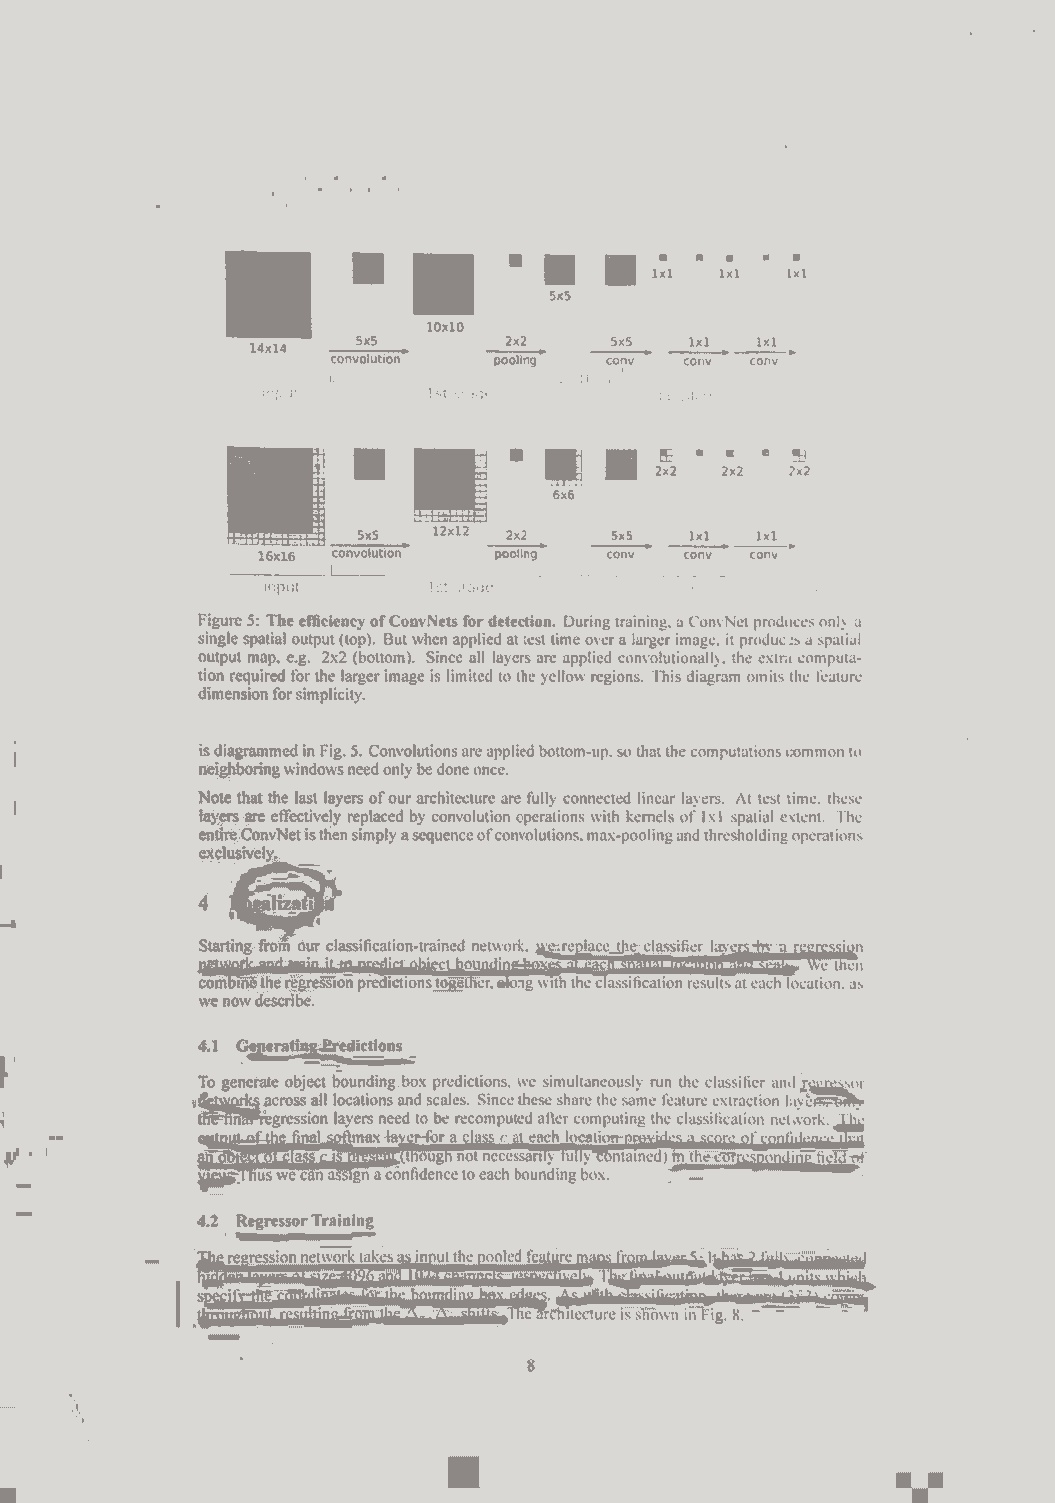 1x1 1x1 1x1
5x5
10x10
14x14
5x5 2x2 5x5 1x1 1x1
convolution pooling conv conv conv
input 1st stage
2x2 2x2 2x2
6x6
12x12
5x5 2x2 5x5 1x1 1x1
16x16
convolution pooling conv conv conv
input 1st stage
Figure 5: The efficiency of ConvNets for detection. During training, a ConvNet produces only a
single spatial output (top). But when applied at test time over a larger image, it produces a spatial
output map, e.g. 2x2 (bottom). Since all layers are applied convolutionally, the extra computa-
tion required for the larger image is limited to the yellow regions. This diagram omits the feature
dimension for simplicity.
is diagrammed in Fig. 5. Convolutions are applied bottom-up, so that the computations common to
neighboring windows need only be done once.
Note that the last layers of our architecture are fully connected linear layers. At test time, these
layers are effectively replaced by convolution operations with kernels of 1x1 spatial extent. The
entire ConvNet is then simply a sequence of convolutions, max-pooling and thresholding operations
exclusively.
4 Localization
Starting from our classification-trained network, we replace the classifier layers by a regression
network and train it to predict object bounding boxes at each spatial location and scale. We then
combine the regression predictions together, along with the classification results at each location, as
we now describe.
4.1 Generating Predictions
To generate object bounding box predictions, we simultaneously run the classifier and regressor
networks across all locations and scales. Since these share the same feature extraction layers, only
the final regression layers need to be recomputed after computing the classification network. The
output of the final softmax layer for a class c at each location provides a score of confidence that
an object of class c is present (though not necessarily fully contained) in the corresponding field of
view. Thus we can assign a confidence to each bounding box.
4.2 Regressor Training
The regression network takes as input the pooled feature maps from layer 5. It has 2 fully-connected
hidden layers of size 4096 and 1024 channels, respectively. The final output layer has 4 units which
specify the coordinates for the bounding box edges. As with classification, there are (3x3) copies
throughout, resulting from the shifts. The architecture is shown in Fig. 8.
8